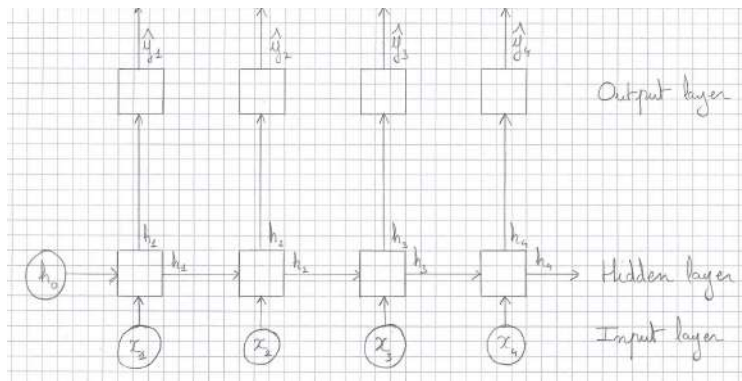 ŷ₁ ŷ₂ ŷ₃ ŷ₄
Output layer
h₁ h₁ h₃ h₄
h₀ h₁ h₂ h₃ h₄ Hidden layer
x₁ x₂ x₃ x₄ Input layer